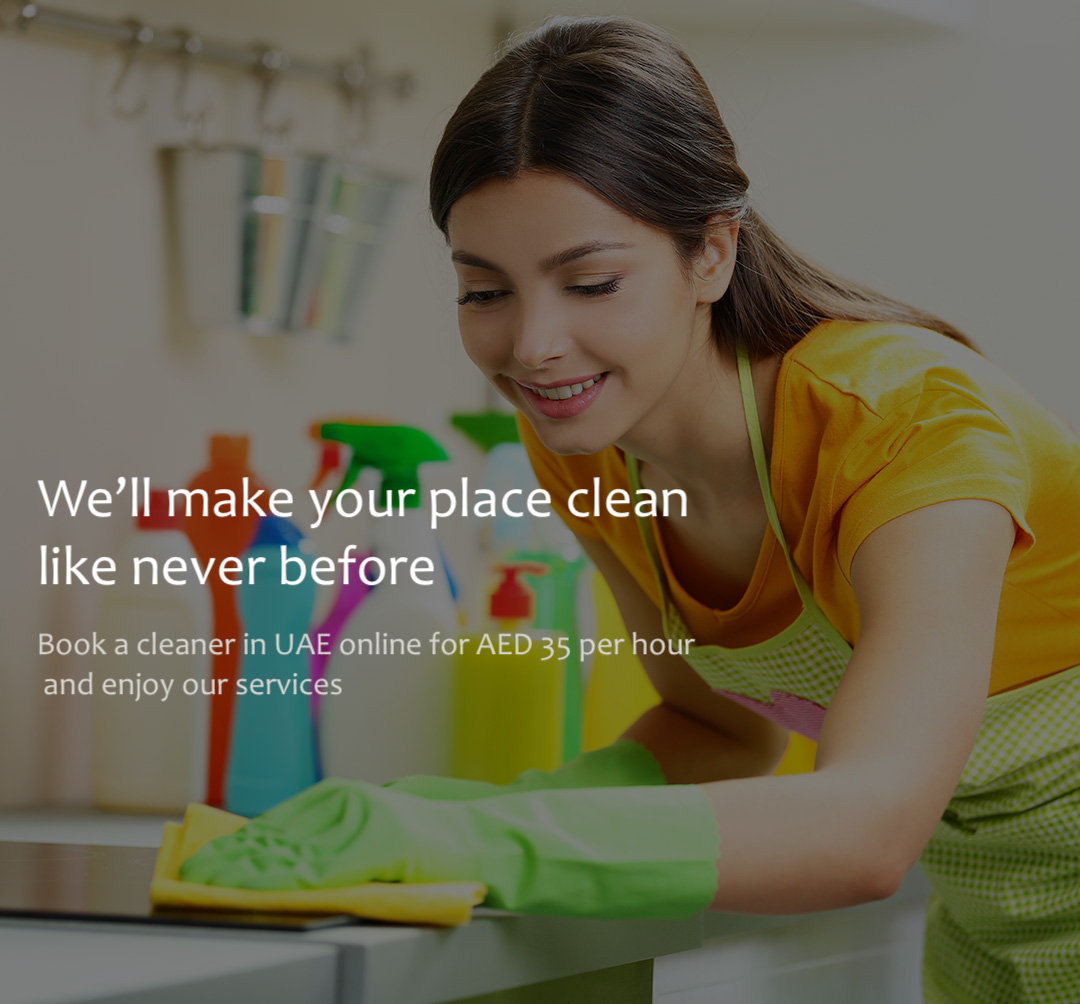 We’ll make your place clean
like never before
Book a cleaner in UAE online for AED 35 per hour
and enjoy our services